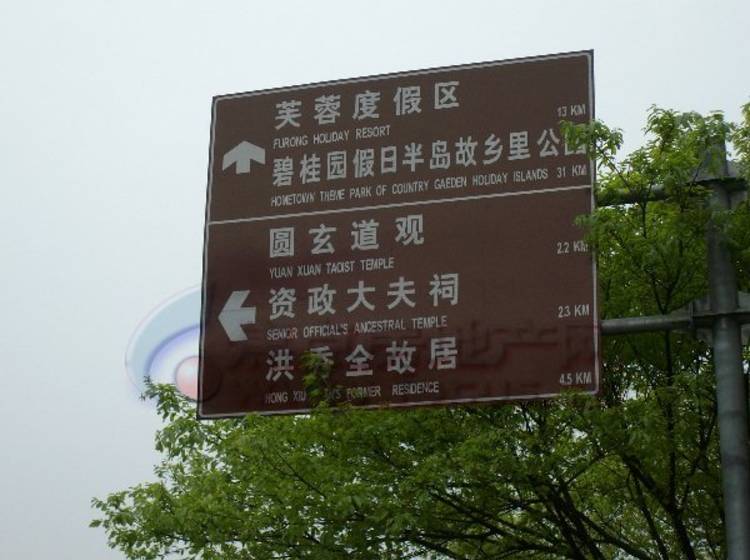 芙蓉度假区
FURONG HOLIDAY RESORT 13 KM
碧桂园假日半岛故乡里公园
HOMETOWN THEME PARK OF COUNTRY GAEDEN HOLIDAY ISLANDS 31 KM
圆玄道观
YUAN XUAN TAOIST TEMPLE 2.2 KM
资政大夫祠
SENIOR OFFICIAL'S ANCESTRAL TEMPLE 23 KM
洪秀全故居
HONG XIU FORMER RESIDENCE 4.5 KM